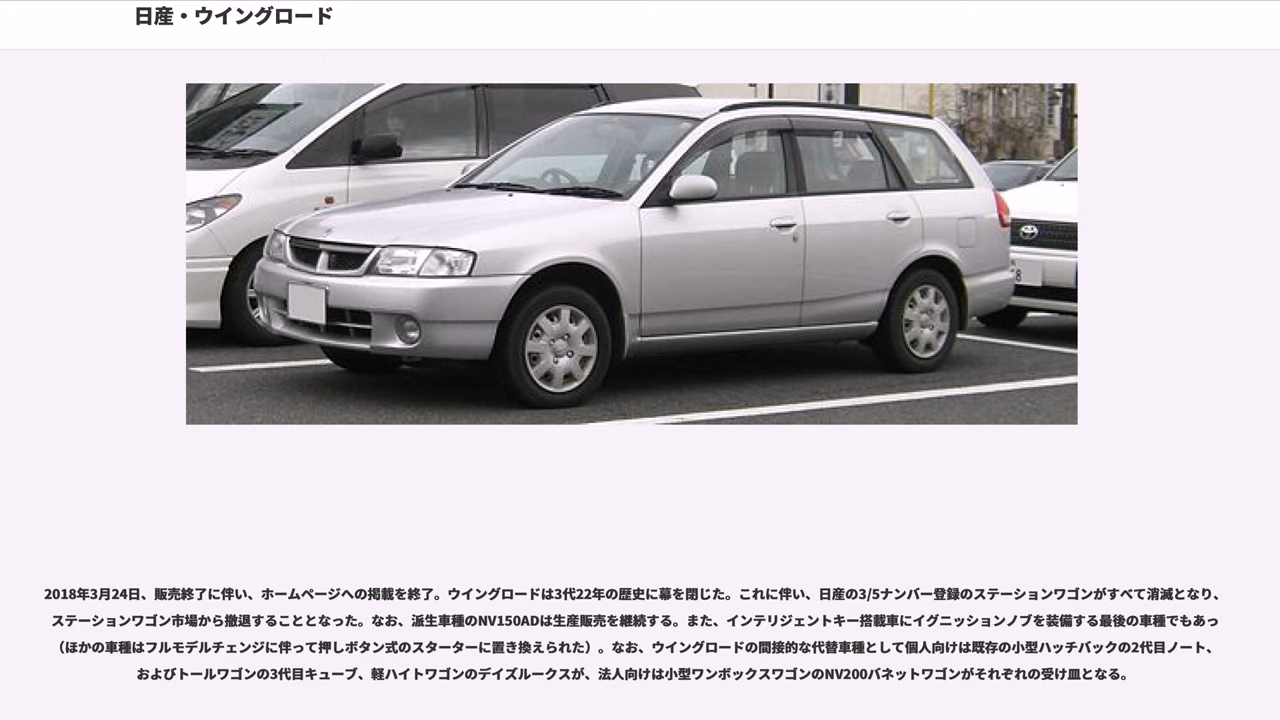 日産・ウイングロード
8
2018年3月24日、販売終了に伴い、ホームページへの掲載を終了。ウイングロードは3代22年の歴史に幕を閉じた。これに伴い、日産の3/5ナンバー登録のステーションワゴンがすべて消滅となり、
ステーションワゴン市場から撤退することとなった。なお、派生車種のNV150ADは生産販売を継続する。また、インテリジェントキー搭載車にイグニッションノブを装備する最後の車種でもあっ
（ほかの車種はフルモデルチェンジに伴って押しボタン式のスターターに置き換えられた）。なお、ウイングロードの間接的な代替車種として個人向けは既存の小型ハッチバックの2代目ノート、
およびトールワゴンの3代目キューブ、軽ハイトワゴンのデイズルークスが、法人向けは小型ワンボックスワゴンのNV200バネットワゴンがそれぞれの受け皿となる。